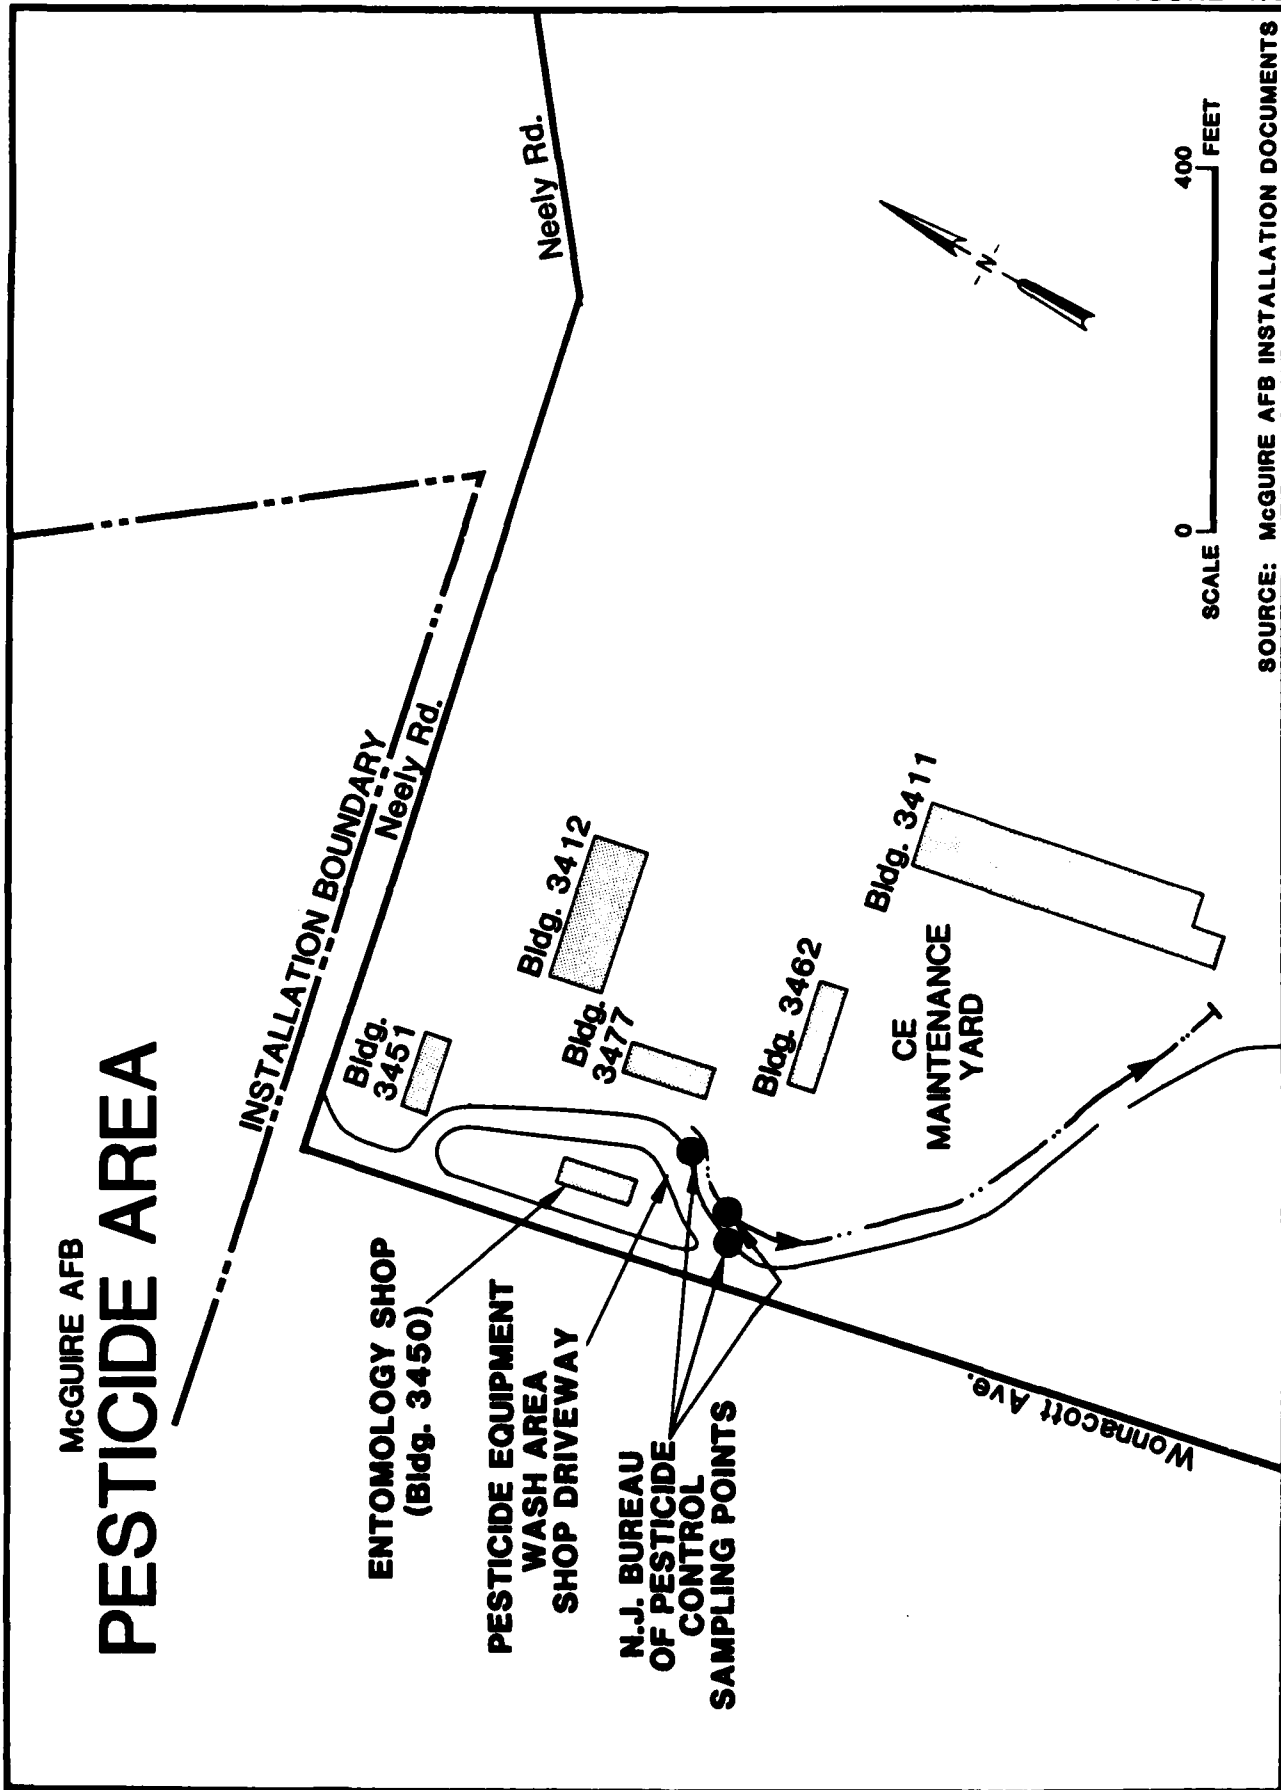 McGUIRE AFB
PESTICIDE AREA
INSTALLATION BOUNDARY
Neely Rd.
Neely Rd.
Bldg.
3451
Bldg. 3412
Bldg.
3477
Bldg. 3462
Bldg. 3411
CE
MAINTENANCE
YARD
ENTOMOLOGY SHOP
(Bldg. 3450)
PESTICIDE EQUIPMENT
WASH AREA
SHOP DRIVEWAY
N.J. BUREAU
OF PESTICIDE
CONTROL
SAMPLING POINTS
Wonnacott Ave.
-N-
SCALE 0 400 FEET
SOURCE: McGUIRE AFB INSTALLATION DOCUMENTS